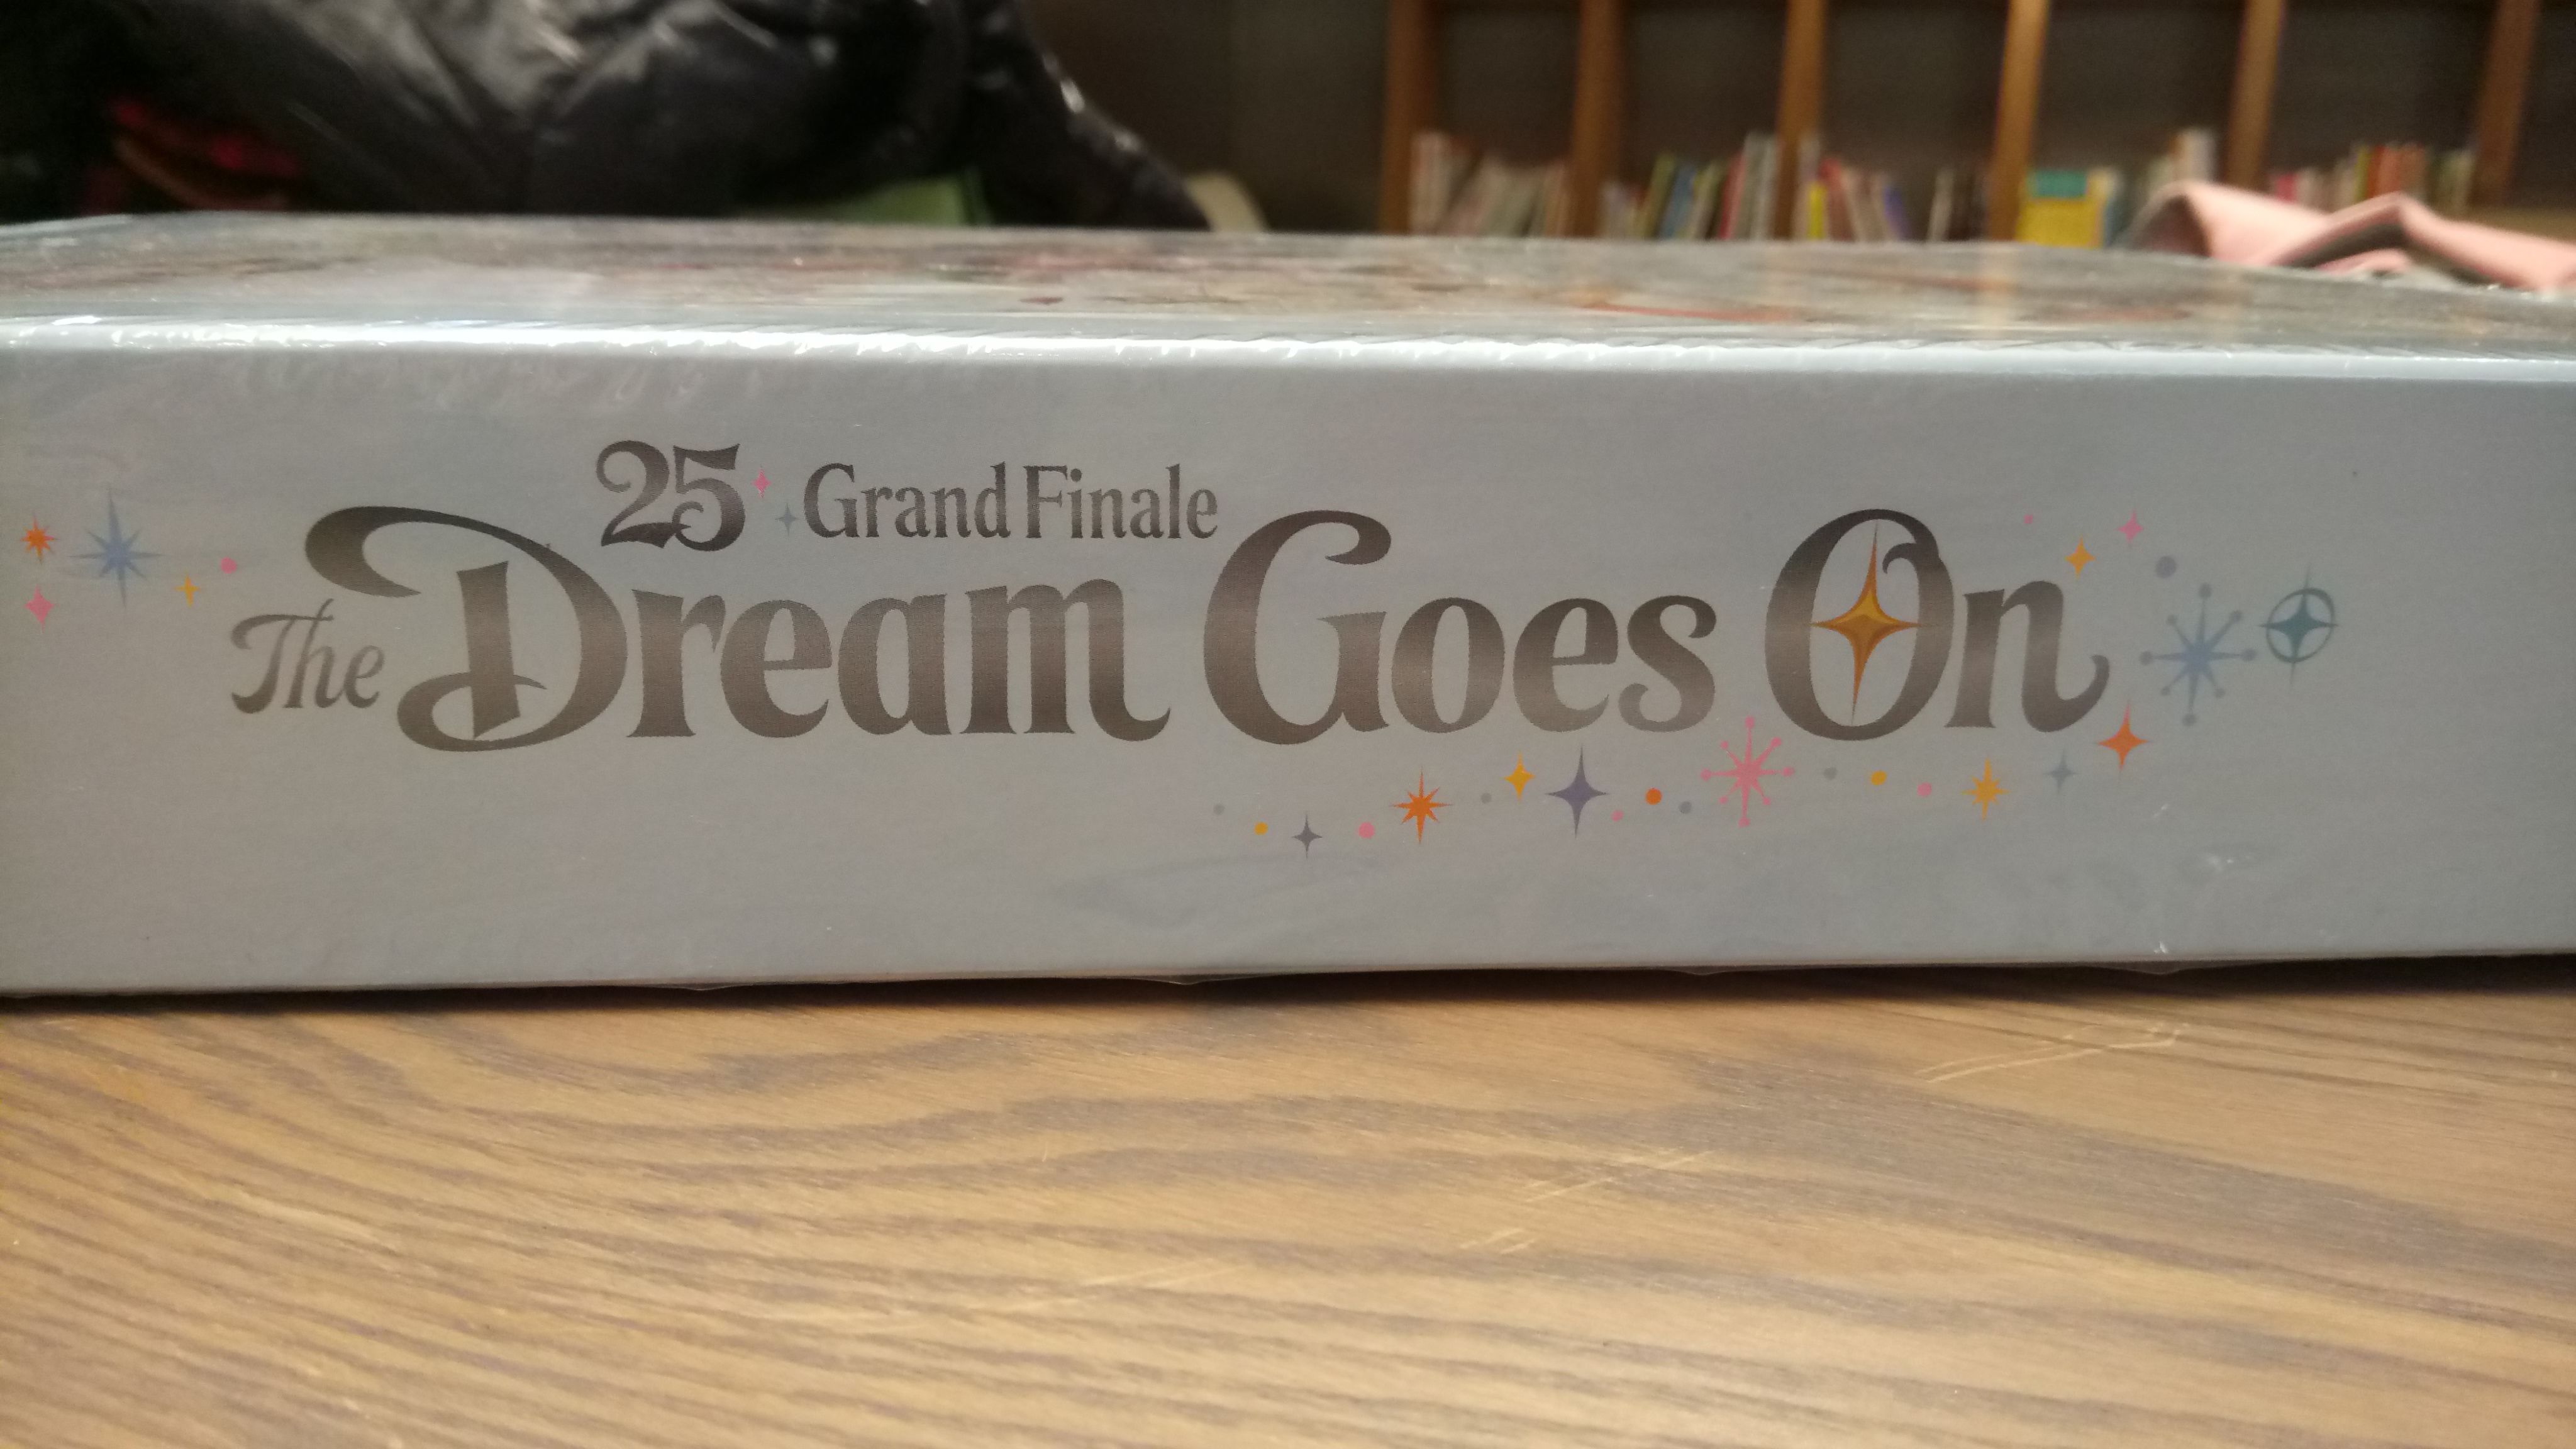 25 Grand Finale
The Dream Goes On